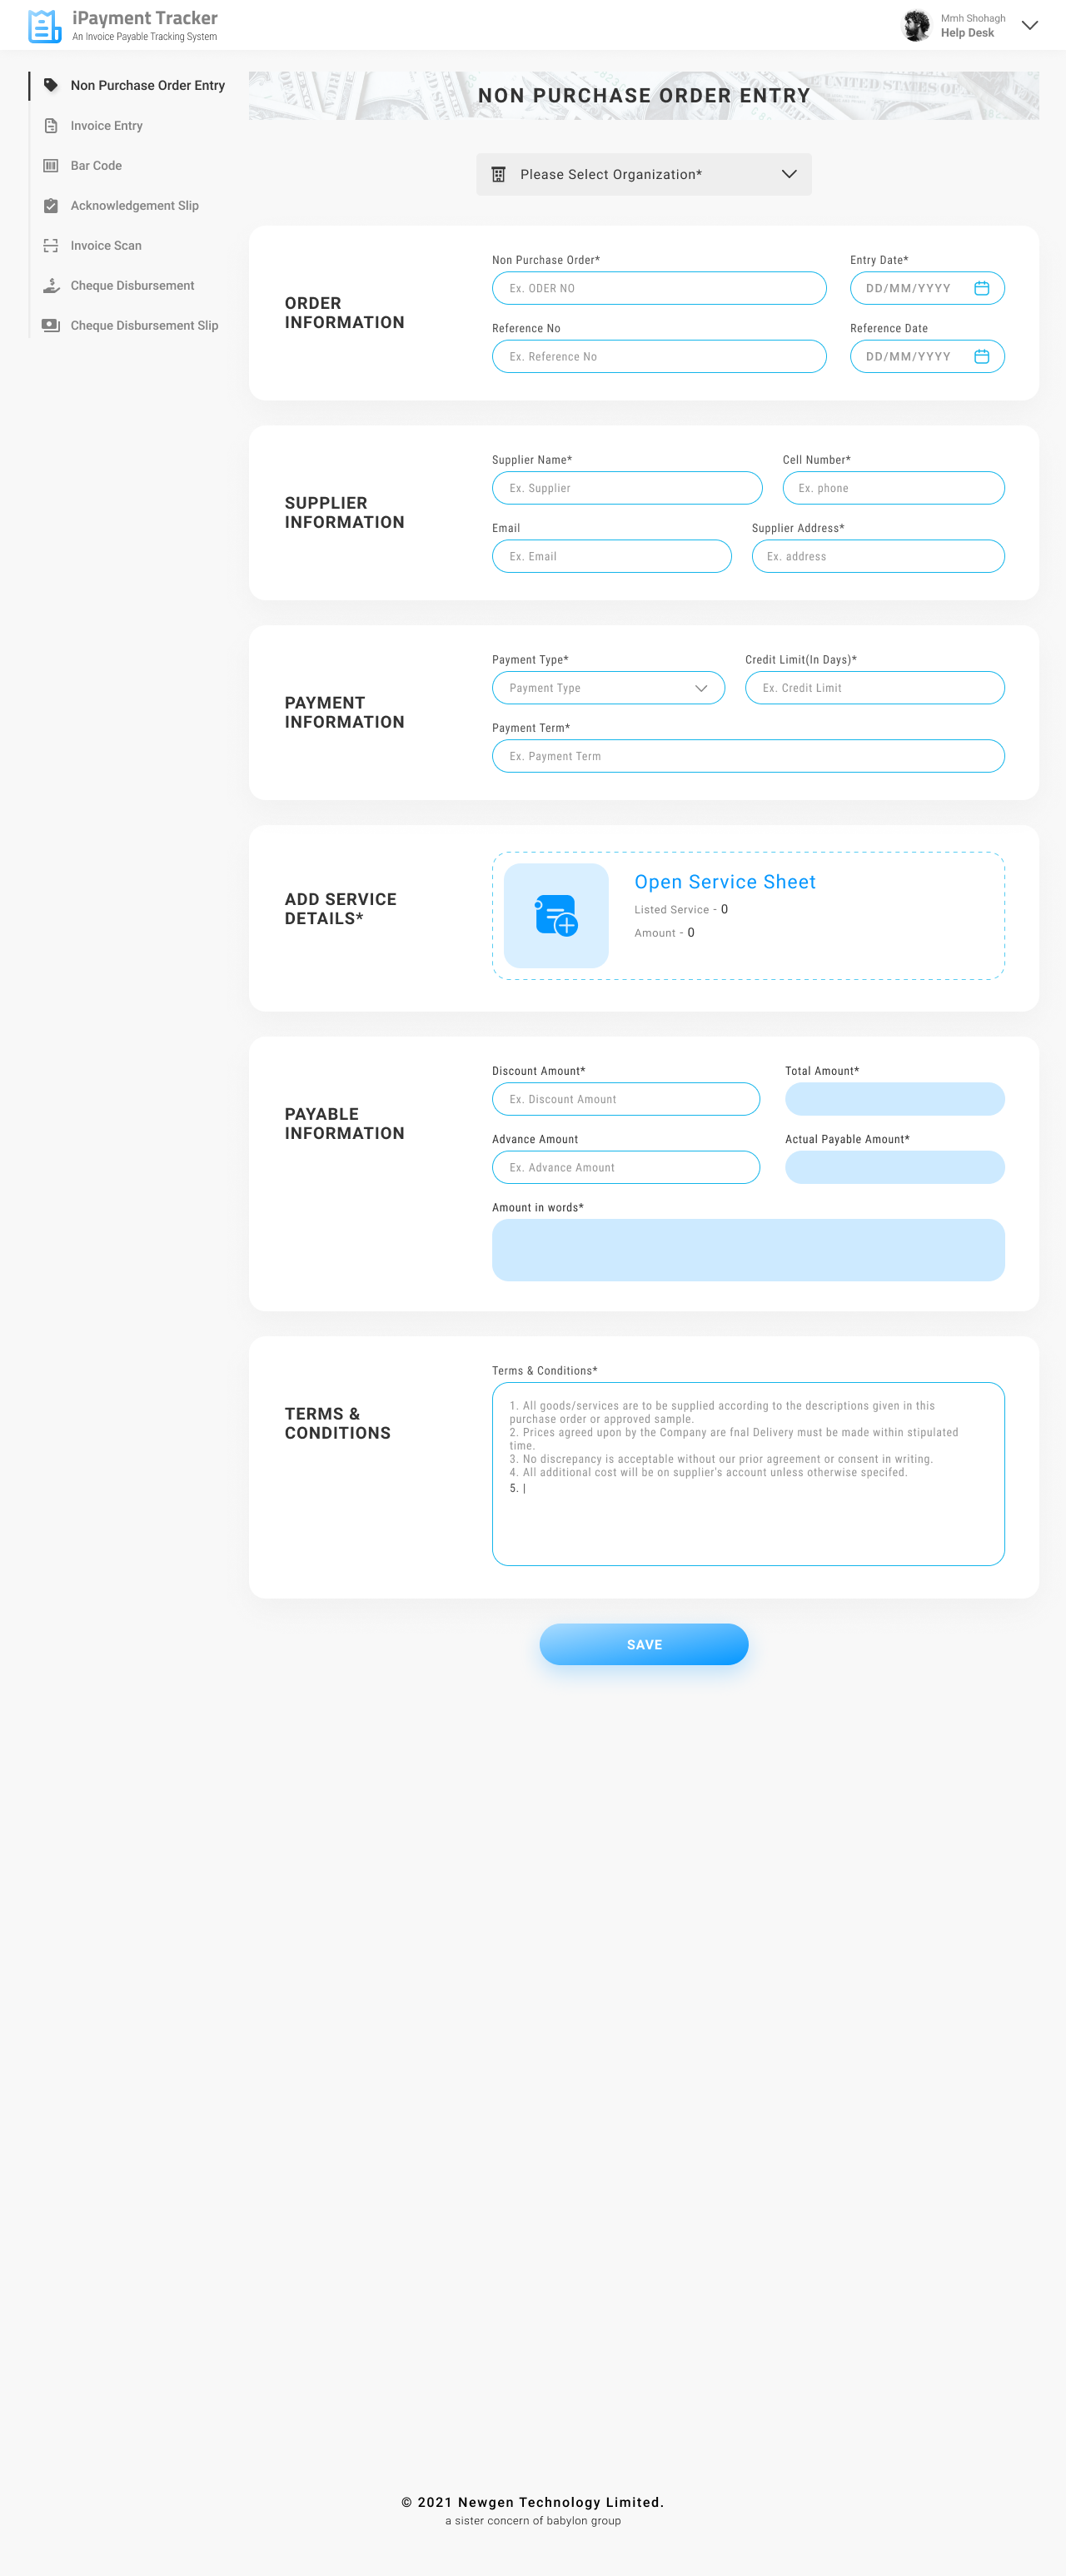 iPayment Tracker
An Invoice Payable Tracking System
Mmh Shohagh
Help Desk
Non Purchase Order Entry
Invoice Entry
Bar Code
Acknowledgement Slip
Invoice Scan
Cheque Disbursement
Cheque Disbursement Slip
UNITED STATES OF
NON PURCHASE ORDER ENTRY
Please Select Organization*
ORDER
INFORMATION
Non Purchase Order*
Entry Date*
Ex. ODER NO
DD/MM/YYYY
Reference No
Reference Date
Ex. Reference No
DD/MM/YYYY
SUPPLIER
INFORMATION
Supplier Name*
Cell Number*
Ex. Supplier
Ex. phone
Email
Supplier Address*
Ex. Email
Ex. address
PAYMENT
INFORMATION
Payment Type*
Credit Limit(In Days)*
Payment Type
Ex. Credit Limit
Payment Term*
Ex. Payment Term
ADD SERVICE
DETAILS*
Open Service Sheet
Listed Service - 0
Amount - 0
PAYABLE
INFORMATION
Discount Amount*
Total Amount*
Ex. Discount Amount
Advance Amount
Actual Payable Amount*
Ex. Advance Amount
Amount in words*
TERMS &
CONDITIONS
Terms & Conditions*
1. All goods/services are to be supplied according to the descriptions given in this
purchase order or approved sample.
2. Prices agreed upon by the Company are fnal Delivery must be made within stipulated
time.
3. No discrepancy is acceptable without our prior agreement or consent in writing.
4. All additional cost will be on supplier's account unless otherwise specifed.
5. |
SAVE
© 2021 Newgen Technology Limited.
a sister concern of babylon group